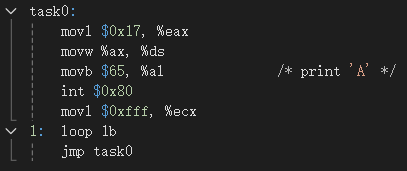 task0:
movl $0x17, %eax
movw %ax, %ds
movb $65, %al /* print 'A' */
int $0x80
movl $0xfff, %ecx
1: loop 1b
jmp task0